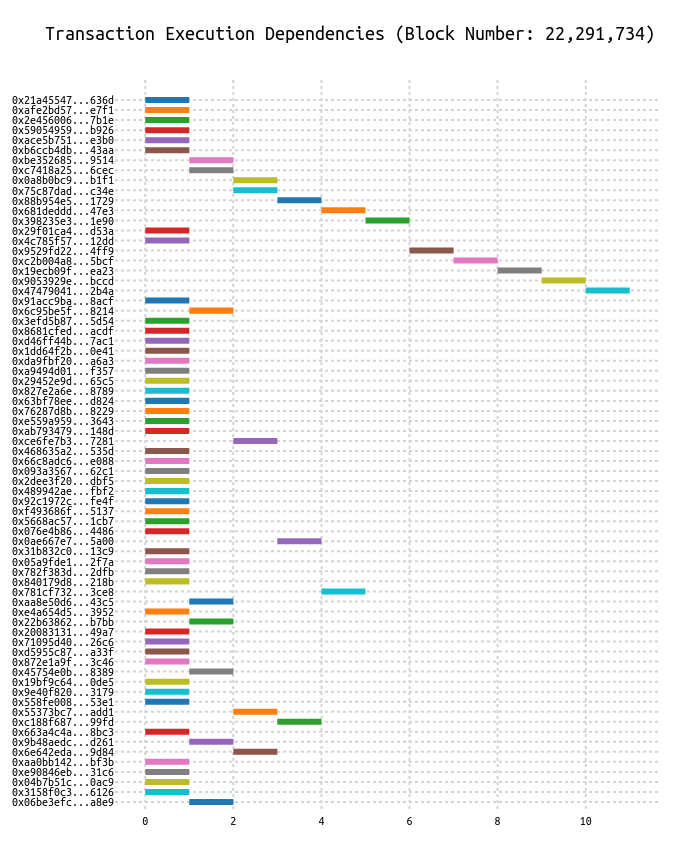 Transaction Execution Dependencies (Block Number: 22,291,734)
0x21a45547...636d
0xafe2bd57...e7f1
0x2e456006...7b1e
0x59054959...b926
0xace5b751...e3b0
0xb6ccb4db...43aa
0xbe352685...9514
0xc7418a25...6cec
0x0a8b0bc9...b1f1
0x75c87dad...c34e
0x88b954e5...1729
0x681deddd...47e3
0x398235e3...1e90
0x29f01ca4...d53a
0x4c785f57...12dd
0x9529fd22...4ff9
0xc2b004a8...5bcf
0x19ecb09f...ea23
0x9053929e...bccd
0x47479041...2b4a
0x91acc9ba...8acf
0x6c95be5f...8214
0x3efd5b87...5d54
0x8681cfed...acdf
0xd46ff44b...7ac1
0x1dd64f2b...0e41
0xda9fbf20...a6a3
0xa9494d01...f357
0x29452e9d...65c5
0x827e2a6e...8789
0x63bf78ee...d824
0x76287d8b...8229
0xe559a959...3643
0xab793479...148d
0xce6fe7b3...7281
0x468635a2...535d
0x66c8adc6...e088
0x093a3567...62c1
0x2dee3f20...dbf5
0x489942ae...fbf2
0x92c1972c...fe4f
0xf493686f...5137
0x5668ac57...1cb7
0x076e4b86...4486
0x0ae667e7...5a00
0x31b832c0...13c9
0x05a9fde1...2f7a
0x782f383d...2dfb
0x840179d8...218b
0x781cf732...3ce8
0xaa8e50d6...43c5
0xe4a654d5...3952
0x22b63862...b7bb
0x20083131...49a7
0x71095d40...26c6
0xd5955c87...a33f
0x872e1a9f...3c46
0x45754e0b...8389
0x19bf9c64...0de5
0x9e40f820...3179
0x558fe008...53e1
0x55373bc7...add1
0xc188f687...99fd
0x663a4c4a...8bc3
0x9b48aedc...d261
0x6e642eda...9d84
0xaa0bb142...bf3b
0xe90846eb...31c6
0x04b7b51c...0ac9
0x3158f0c3...6126
0x06be3efc...a8e9
0 2 4 6 8 10